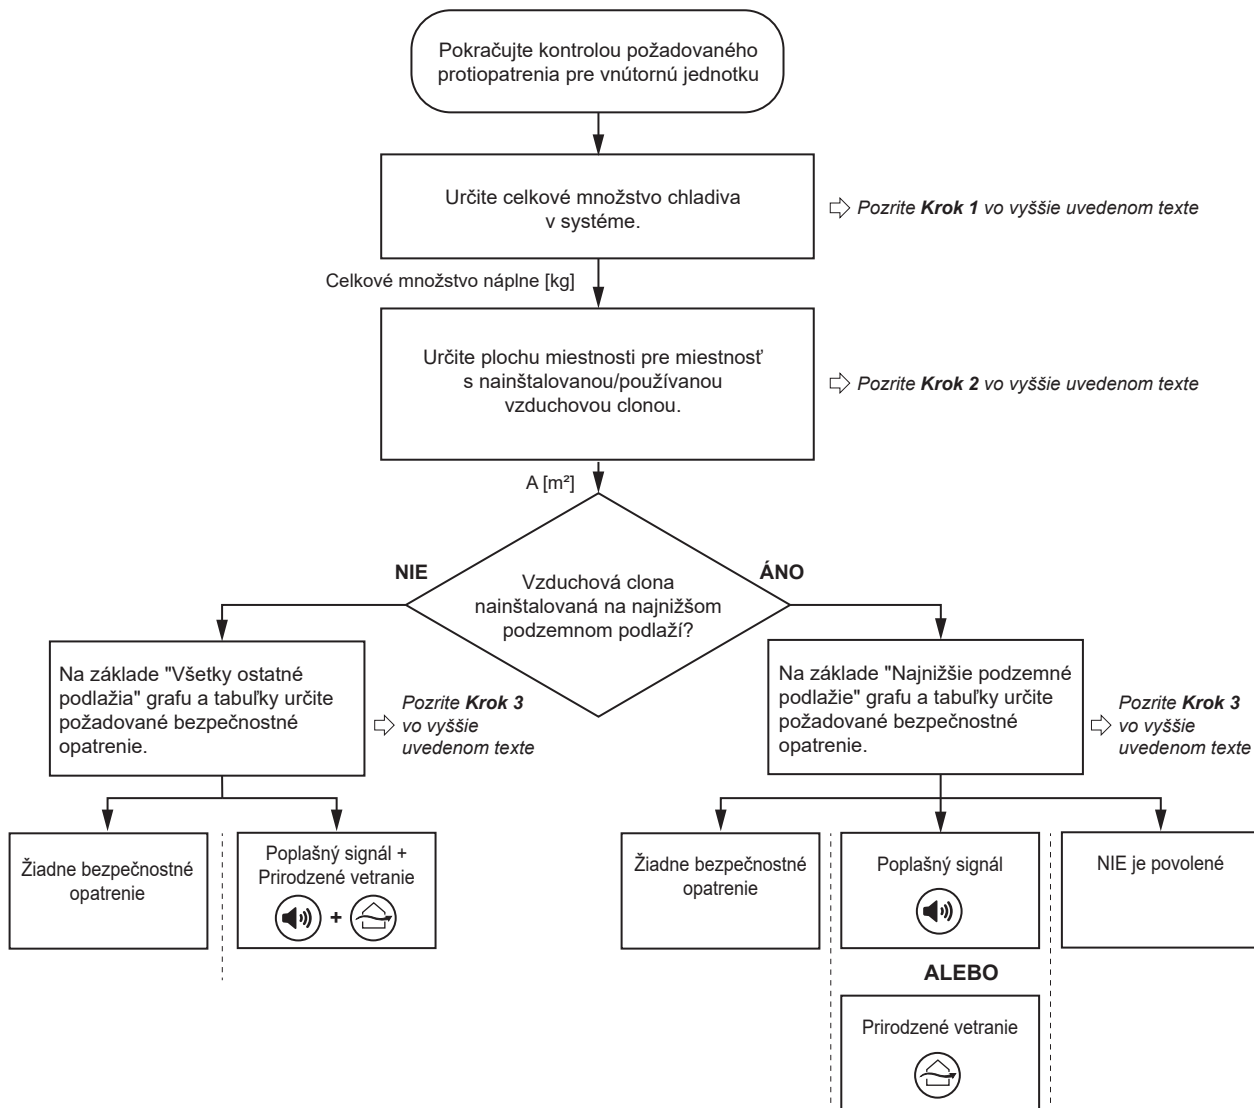 Pokračujte kontrolou požadovaného
protiopatrenia pre vnútornú jednotku
Určite celkové množstvo chladiva
v systéme.
Pozrite Krok 1 vo vyššie uvedenom texte
Celkové množstvo náplne [kg]
Určite plochu miestnosti pre miestnosť
s nainštalovanou/používanou
vzduchovou clonou.
Pozrite Krok 2 vo vyššie uvedenom texte
A [m²]
NIE
ÁNO
Vzduchová clona
nainštalovaná na najnižšom
podzemnom podlaží?
Na základe "Všetky ostatné
podlažia" grafu a tabuľky určite
požadované bezpečnostné
opatrenie.
Pozrite Krok 3
vo vyššie
uvedenom texte
Na základe "Najnižšie podzemné
podlažie" grafu a tabuľky určite
požadované bezpečnostné
opatrenie.
Pozrite Krok 3
vo vyššie
uvedenom texte
Žiadne bezpečnostné
opatrenie
Poplašný signál +
Prirodzené vetranie
+
Žiadne bezpečnostné
opatrenie
Poplašný signál
NIE je povolené
ALEBO
Prirodzené vetranie